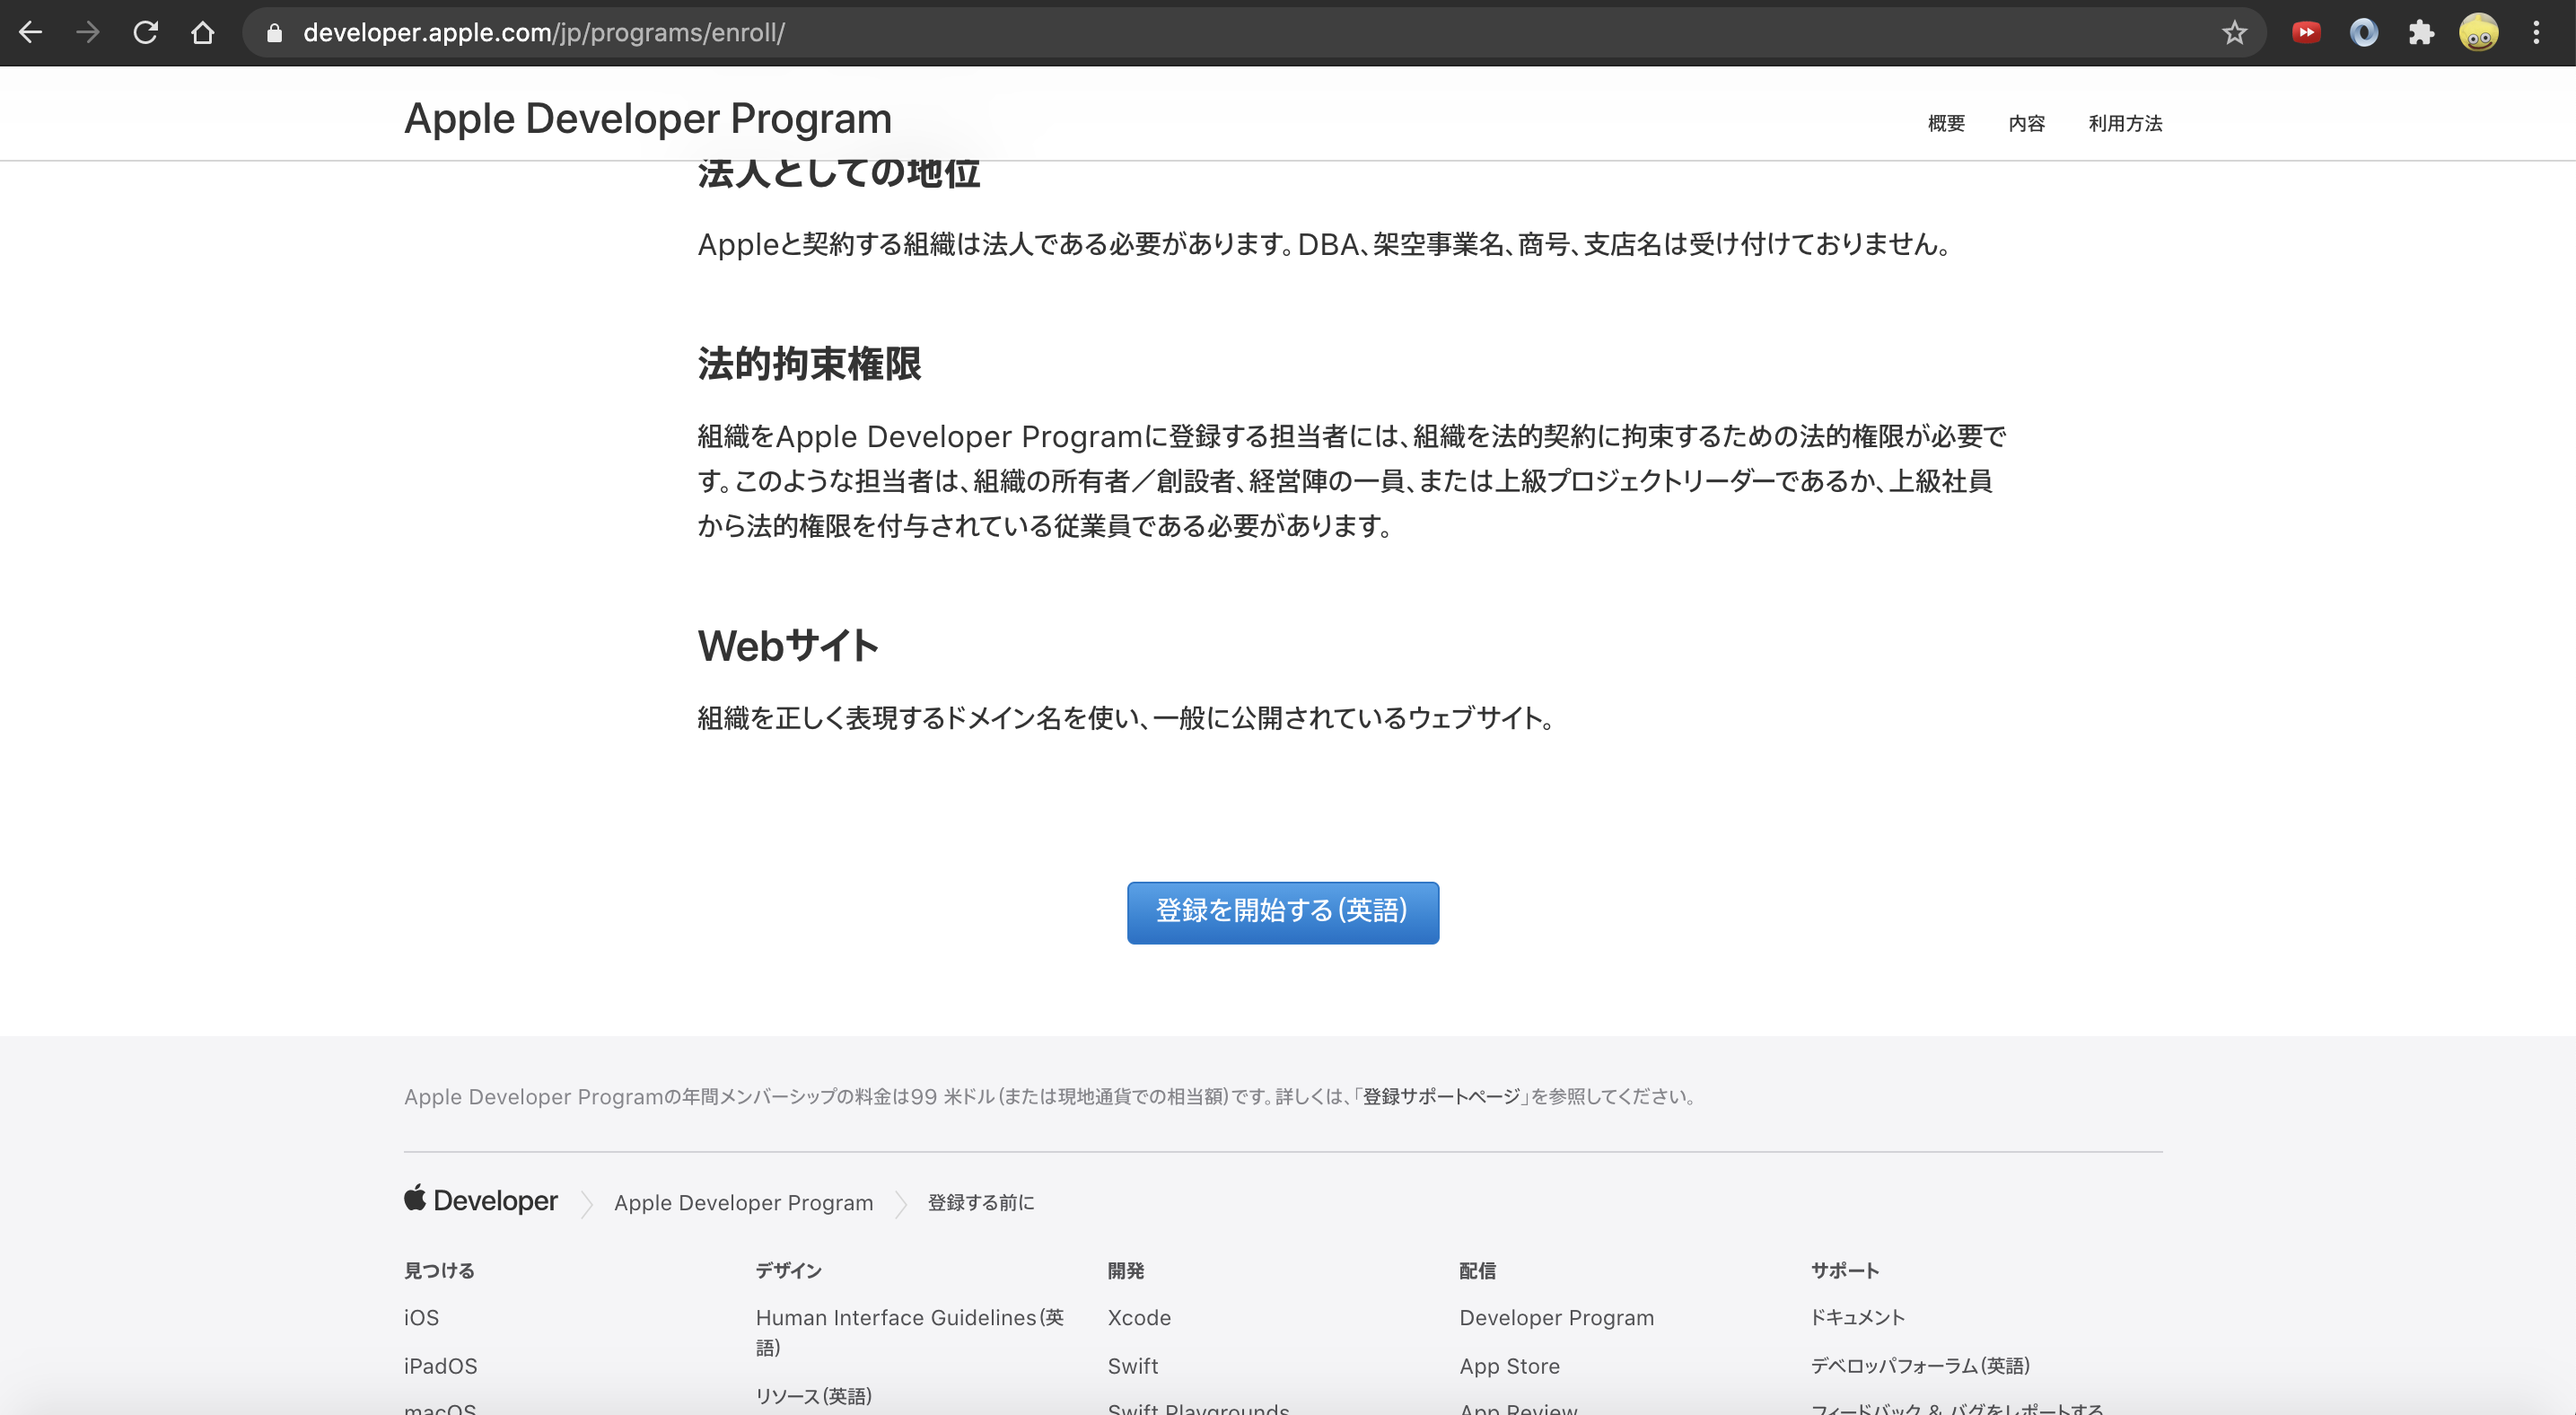 developer.apple.com/jp/programs/enroll/
Apple Developer Program
概要
内容
利用方法
法人としての地位
Appleと契約する組織は法人である必要があります。DBA、架空事業名、商号、支店名は受け付けておりません。
法的拘束権限
組織をApple Developer Programに登録する担当者には、組織を法的契約に拘束するための法的権限が必要で
す。このような担当者は、組織の所有者／創設者、経営陣の一員、または上級プロジェクトリーダーであるか、上級社員
から法的権限を付与されている従業員である必要があります。
Webサイト
組織を正しく表現するドメイン名を使い、一般に公開されているウェブサイト。
登録を開始する（英語）
Apple Developer Programの年間メンバーシップの料金は99 米ドル（または現地通貨での相当額）です。詳しくは、「登録サポートページ」を参照してください。
Developer
Apple Developer Program
登録する前に
見つける
iOS
iPadOS
macOS
デザイン
Human Interface Guidelines（英
語）
リソース（英語）
開発
Xcode
Swift
Swift Playgrounds
配信
Developer Program
App Store
App Review
サポート
ドキュメント
デベロッパフォーラム（英語）
フィードバック & バグをレポートする